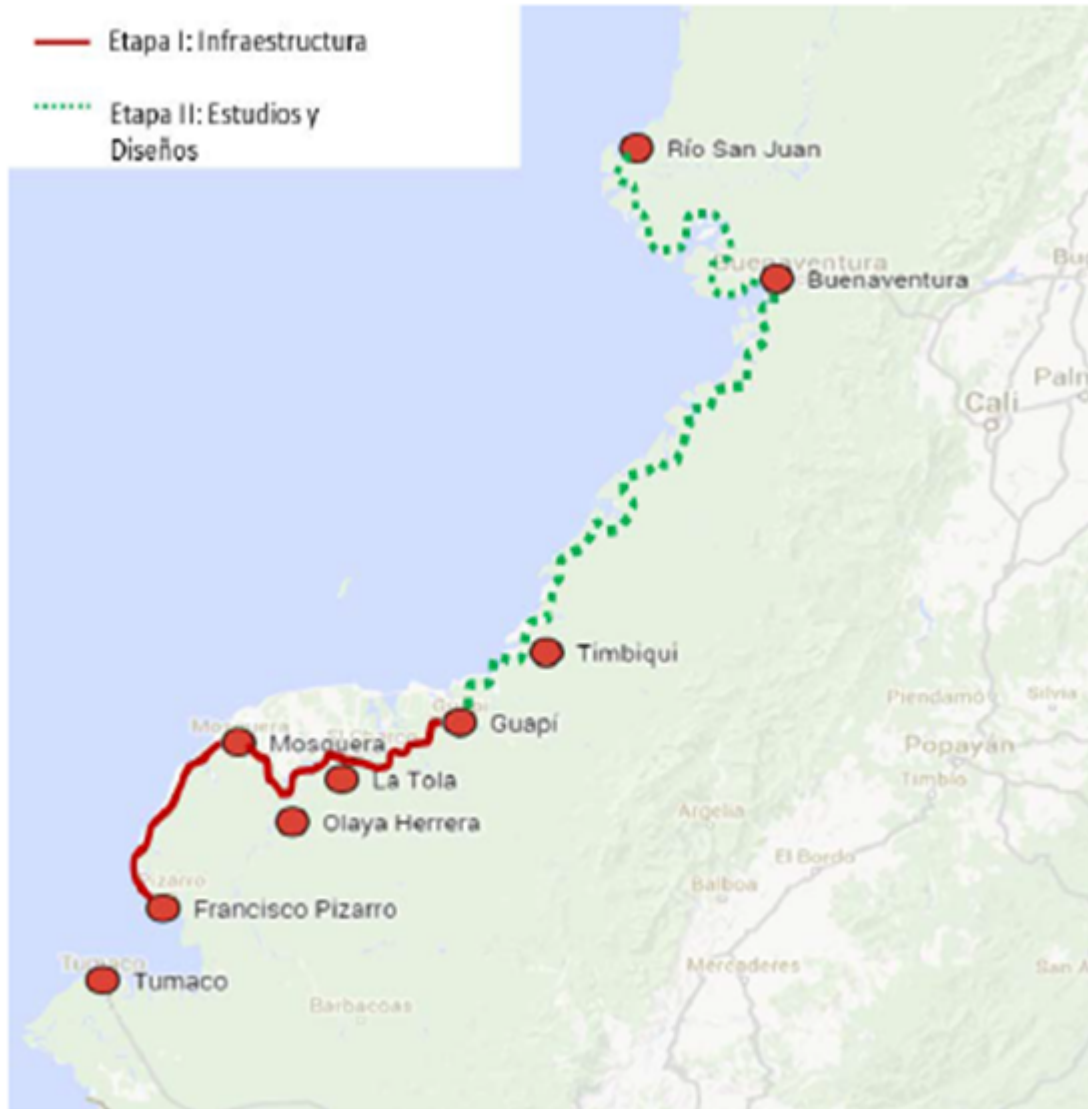 Etapa I: Infraestructura
Etapa II: Estudios y
Diseños
Río San Juan
Buenaventura
Buenaventura
Cali
Timbiqui
Piendamó
Silvia
Guapí
Mosquera
Mosquera
Popayán
La Tola
Timbío
Olaya Herrera
Argelia
El Bordo
Pizarro
Balboa
Francisco Pizarro
Tumaco
Mercaderes
Tumaco
Barbacoas